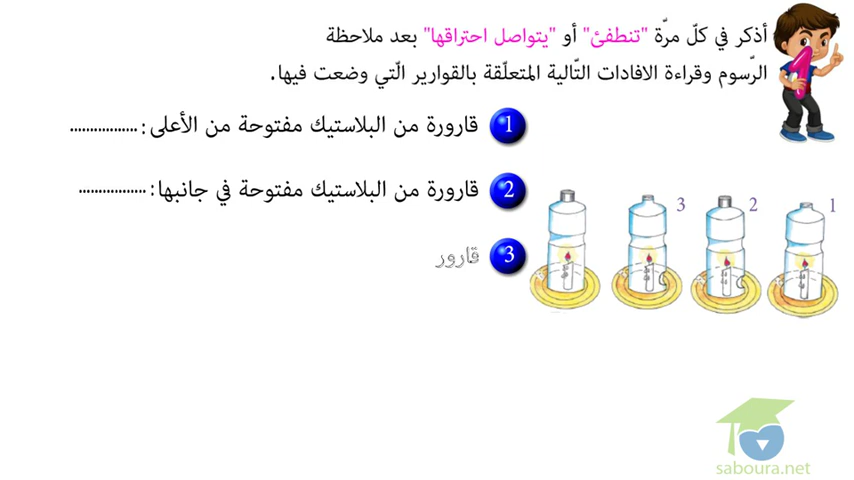 أذكر في كلّ مرّة "تنطفئ" أو "يتواصل احتراقها" بعد ملاحظة
الرّسوم وقراءة الافادات التّالية المتعلّقة بالقوارير الّتي وضعت فيها.
1 قارورة من البلاستيك مفتوحة من الأعلى: .................
2 قارورة من البلاستيك مفتوحة في جانبها: .................
3 قارور
3 2 1
saboura.net